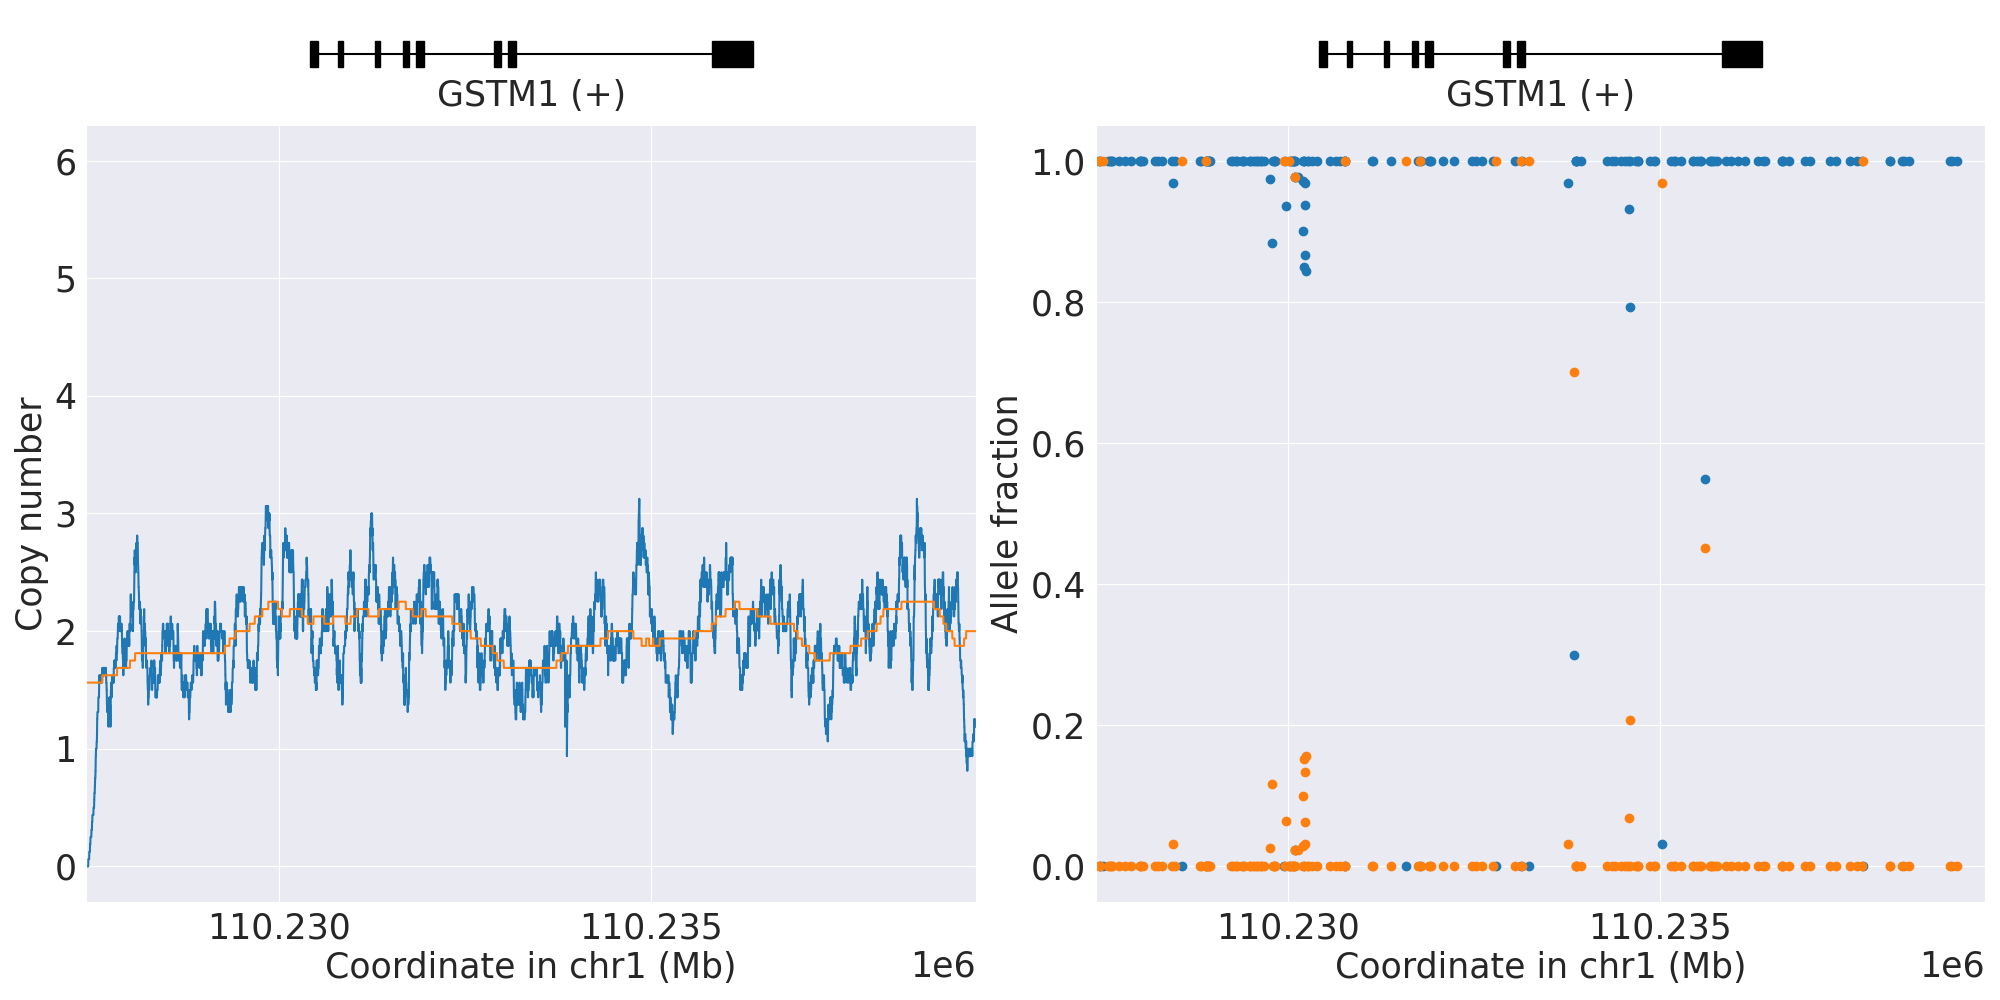 GSTM1 (+)
6
5
4
3
2
1
0
Copy number
110.230
110.235
Coordinate in chr1 (Mb)
1e6
GSTM1 (+)
1.0
0.8
0.6
0.4
0.2
0.0
Allele fraction
110.230
110.235
Coordinate in chr1 (Mb)
1e6